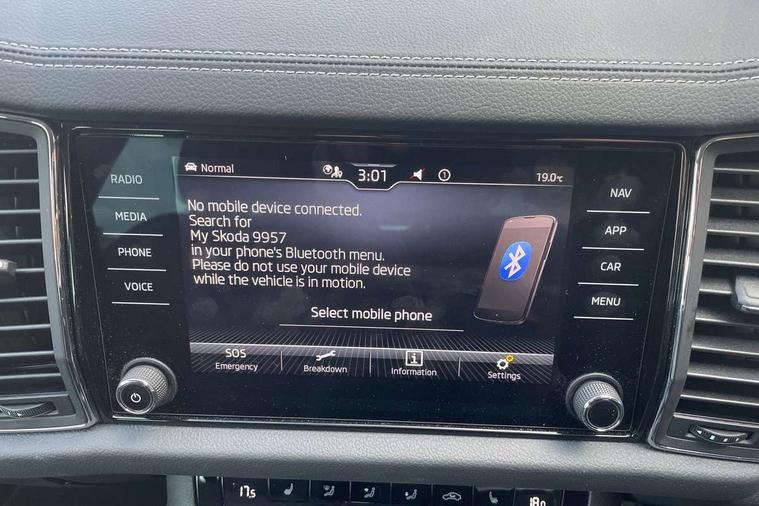 Normal
3:01
1
19.0°C
RADIO
MEDIA
PHONE
VOICE
No mobile device connected.
Search for
My Skoda 9957
in your phone's Bluetooth menu.
Please do not use your mobile device
while the vehicle is in motion.
Select mobile phone
SOS
Emergency
Breakdown
i
Information
Settings
NAV
APP
CAR
MENU
17.5
18.0